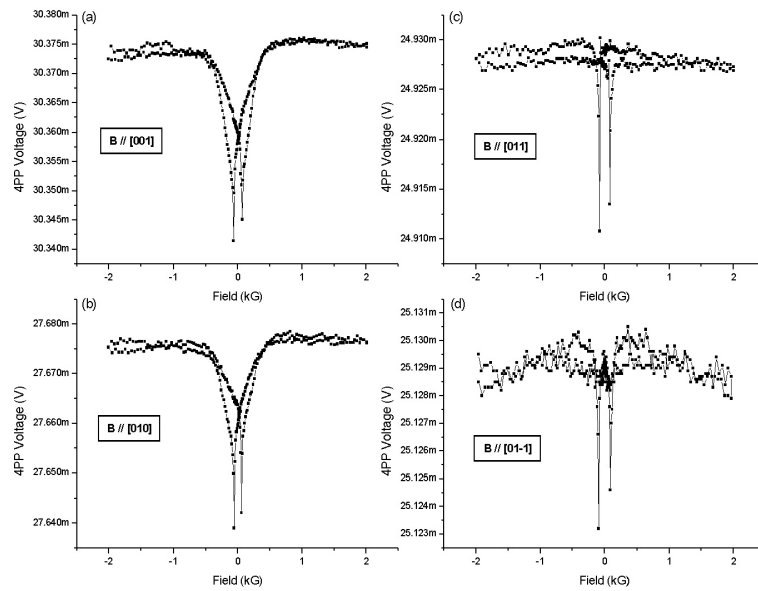 (a)
30.380m
30.375m
30.370m
30.365m
30.360m
30.355m
30.350m
30.345m
30.340m
4PP Voltage (V)
B // [001]
-2 -1 0 1 2
Field (kG)
(c)
24.930m
24.925m
24.920m
24.915m
24.910m
4PP Voltage (V)
B // [011]
-2 -1 0 1 2
Field (kG)
(b)
27.680m
27.670m
27.660m
27.650m
27.640m
4PP Voltage (V)
B // [010]
-2 -1 0 1 2
Field (kG)
(d)
25.131m
25.130m
25.129m
25.128m
25.127m
25.126m
25.125m
25.124m
25.123m
4PP Voltage (V)
B // [01-1]
-2 -1 0 1 2
Field (kG)